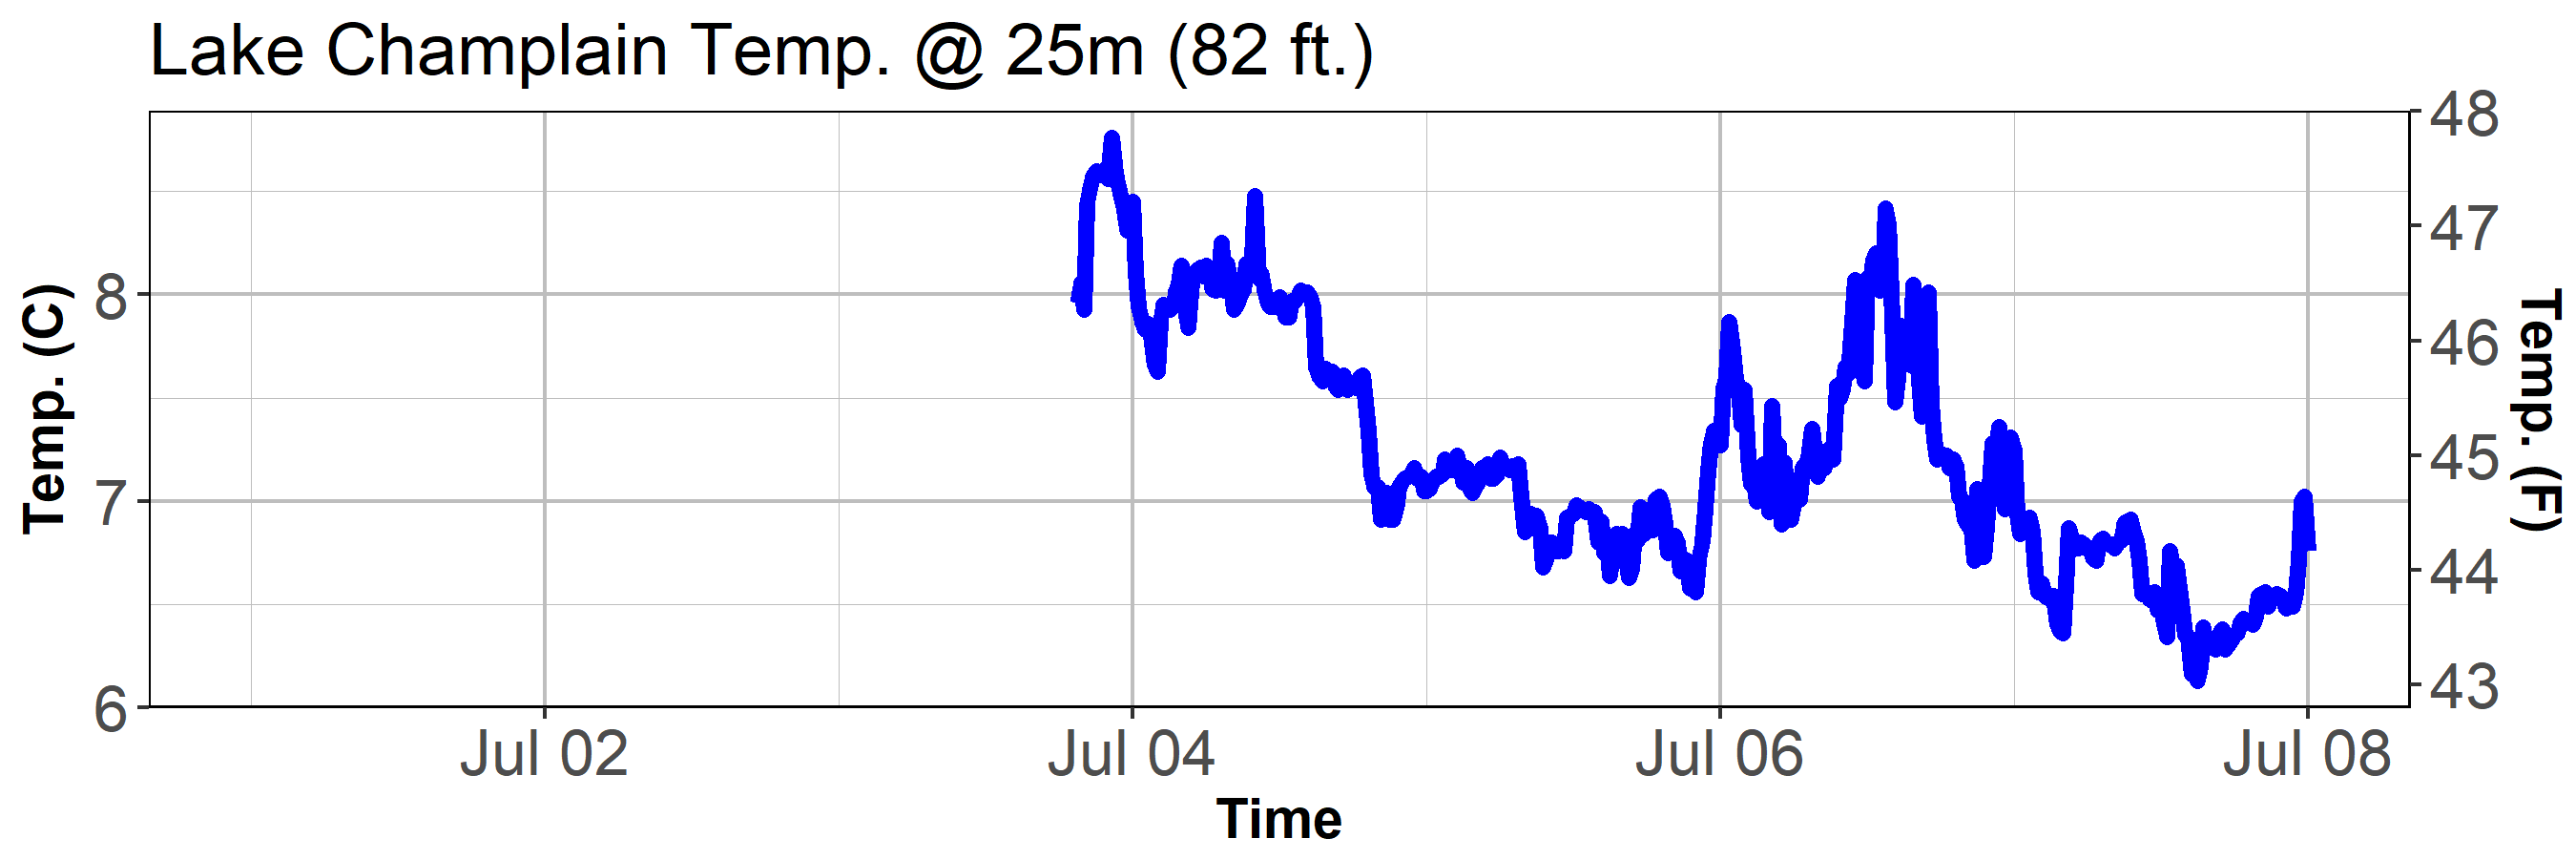 Lake Champlain Temp. @ 25m (82 ft.)
Temp. (C)
8
7
6
48
47
46
45
44
43
Temp. (F)
Jul 02 Jul 04 Jul 06 Jul 08
Time